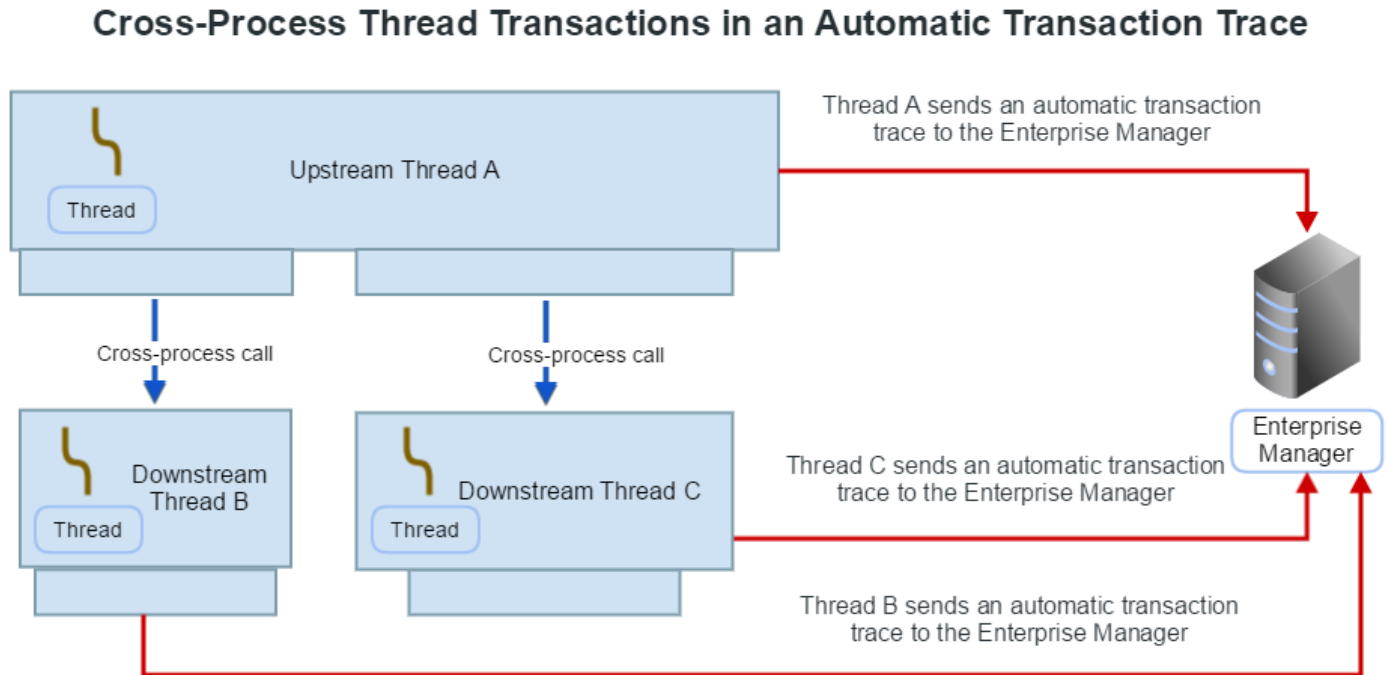 Cross-Process Thread Transactions in an Automatic Transaction Trace
Thread A sends an automatic transaction
trace to the Enterprise Manager
Upstream Thread A
Thread
Cross-process call
Cross-process call
Enterprise
Manager
Downstream
Thread B
Thread
Downstream Thread C
Thread
Thread C sends an automatic transaction
trace to the Enterprise Manager
Thread B sends an automatic transaction
trace to the Enterprise Manager